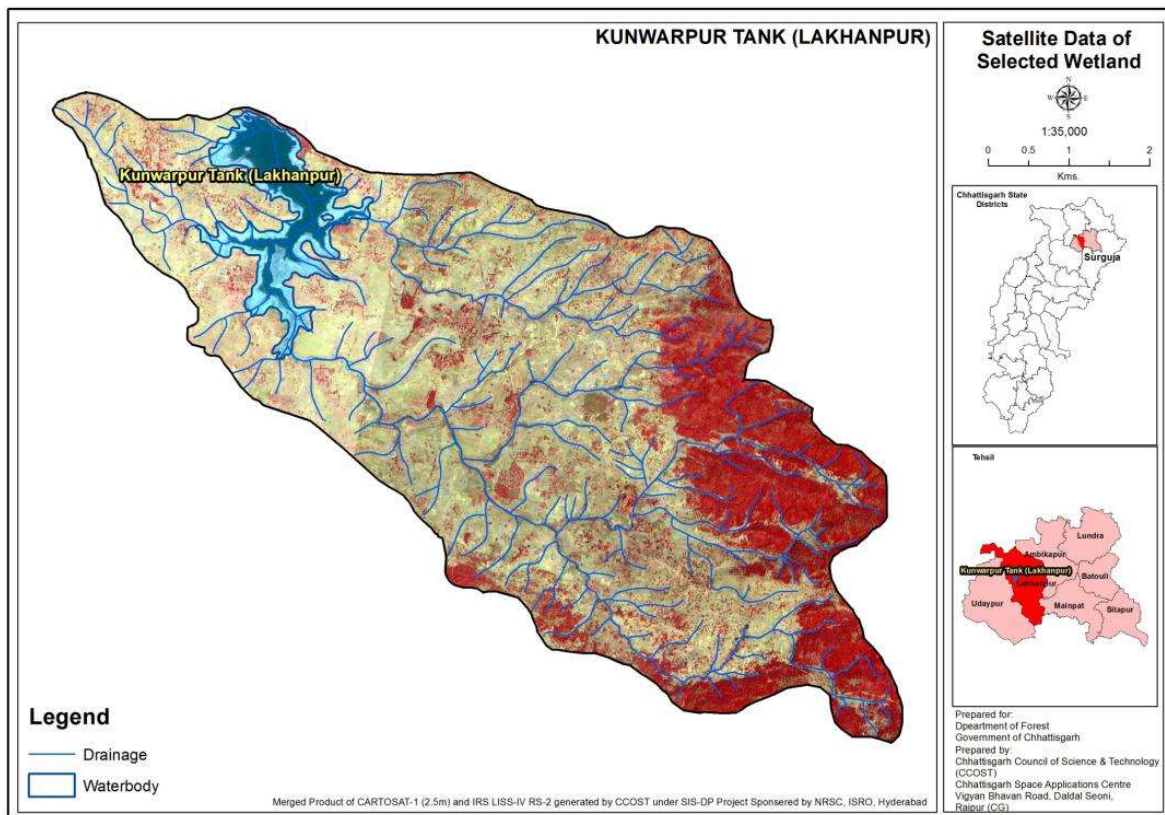 KUNWARPUR TANK (LAKHANPUR)
Kunwarpur Tank (Lakhanpur)
Legend
Drainage
Waterbody
Merged Product of CARTOSAT-1 (2.5m) and IRS LISS-IV RS-2 generated by CCOST under SIS-DP Project Sponsered by NRSC, ISRO, Hyderabad
Satellite Data of
Selected Wetland
N
W E
S
1:35,000
0 0.5 1 2
Kms.
Chhattisgarh State
Districts
Surguja
Tehsil
Lundra
Ambikapur
Kunwarpur Tank (Lakhanpur)
Batouli
Lakhanpur
Udaypur
Mainpat
Sitapur
Prepared for:
Dpeartment of Forest
Government of Chhattisgarh
Prepared by:
Chhattisgarh Council of Science & Technology
(CCOST)
Chhattisgarh Space Applications Centre
Vigyan Bhavan Road, Daldal Seoni,
Raipur (CG)